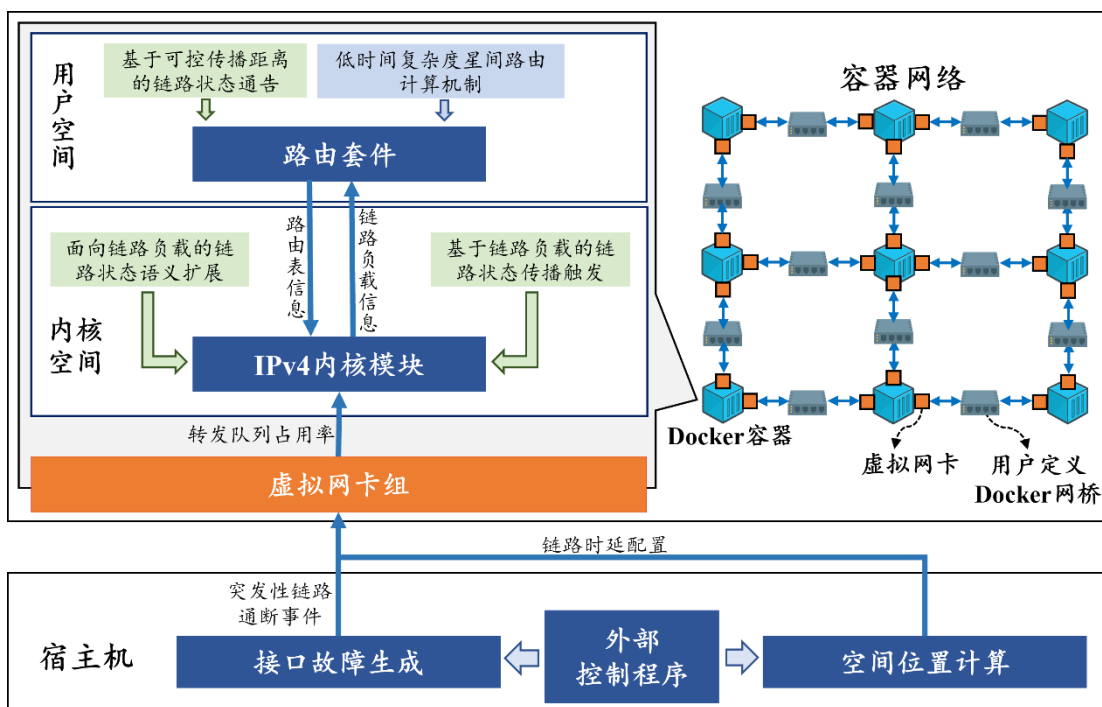 用户空间
基于可控传播距离
的链路状态通告
低时间复杂度星间路由
计算机制
路由套件
路由表信息
链路负载信息
内核
空间
面向链路负载的链
路状态语义扩展
基于链路负载的链
路状态传播触发
IPv4内核模块
转发队列占用率
虚拟网卡组
容器网络
Docker容器
虚拟网卡
用户定义
Docker网桥
链路时延配置
突发性链路
通断事件
宿主机
接口故障生成
外部
控制程序
空间位置计算